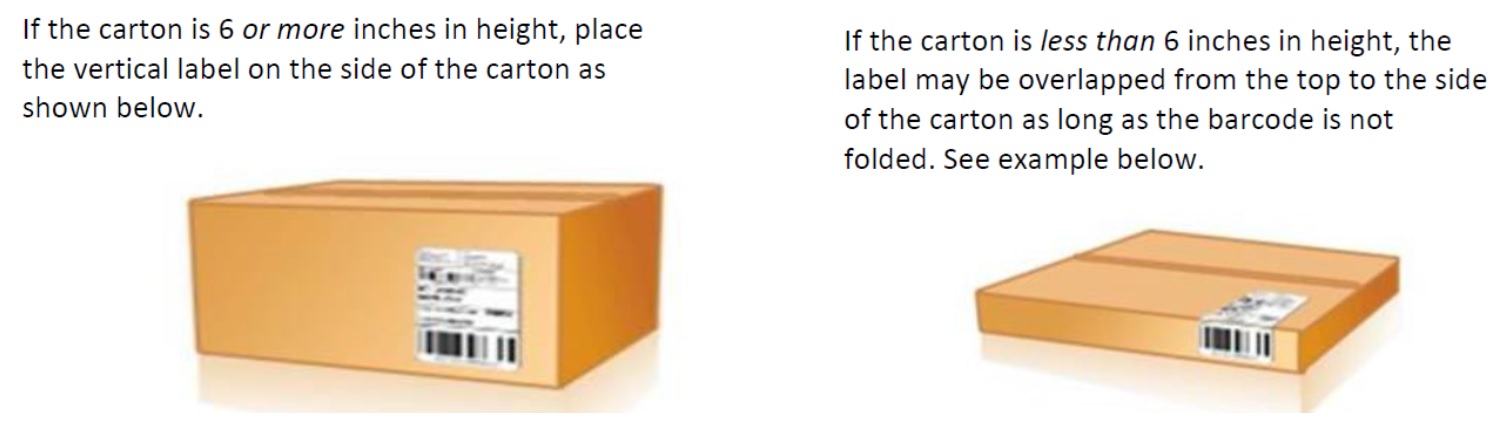 If the carton is 6 or more inches in height, place
the vertical label on the side of the carton as
shown below.
If the carton is less than 6 inches in height, the
label may be overlapped from the top to the side
of the carton as long as the barcode is not
folded. See example below.